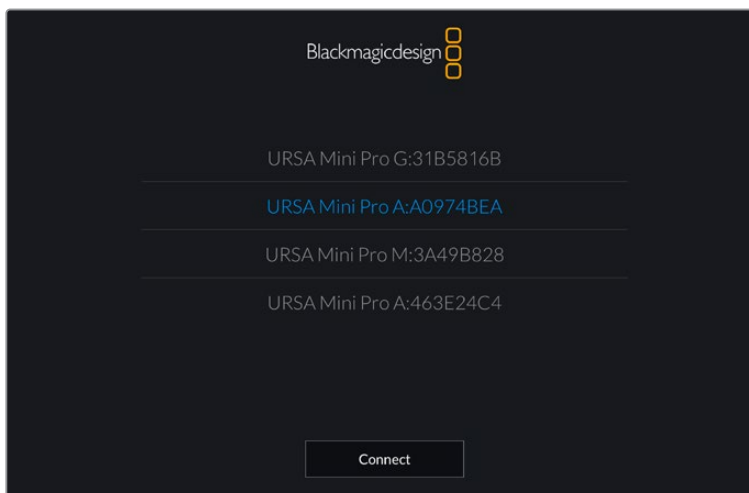 Blackmagicdesign
URSA Mini Pro G:31B5816B
URSA Mini Pro A:A0974BEA
URSA Mini Pro M:3A49B828
URSA Mini Pro A:463E24C4
Connect